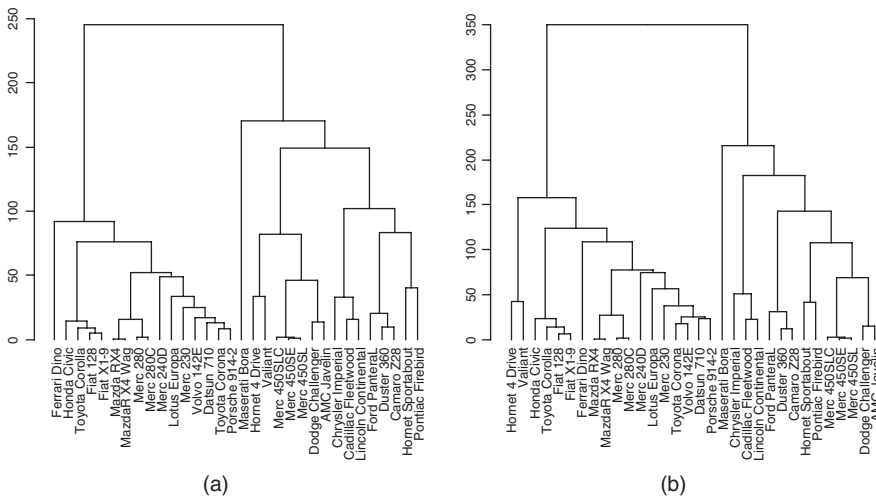 250
200
150
100
50
0
Ferrari Dino
Honda Civic
Toyota Corolla
Fiat 128
Fiat X1-9
Mazda RX4
MazdaR X4 Wag
Merc 280
Merc 280C
Merc 240D
Lotus Europa
Merc 230
Volvo 142E
Datsun 710
Toyota Corona
Porsche 914-2
Maserati Bora
Hornet 4 Drive
Valiant
Merc 450SLC
Merc 450SE
Merc 450SL
Dodge Challenger
AMC Javelin
Chrysler Imperial
Cadillac Fleetwood
Lincoln Continental
Ford PanteraL
Duster 360
Camaro Z28
Hornet Sportabout
Pontiac Firebird
(a)
350
300
250
200
150
100
50
0
Hornet 4 Drive
Valiant
Honda Civic
Toyota Corolla
Fiat 128
Fiat X1-9
Ferrari Dino
Mazda RX4
MazdaR X4 Wag
Merc 280
Merc 280C
Merc 240D
Lotus Europa
Merc 230
Toyota Corona
Volvo 142E
Datsun 710
Porsche 914-2
Maserati Bora
Chrysler Imperial
Cadillac Fleetwood
Lincoln Continental
Ford PanteraL
Duster 360
Camaro Z28
Hornet Sportabout
Pontiac Firebird
Merc 450SLC
Merc 450SE
Merc 450SL
Dodge Challenger
AMC Javelin
(b)